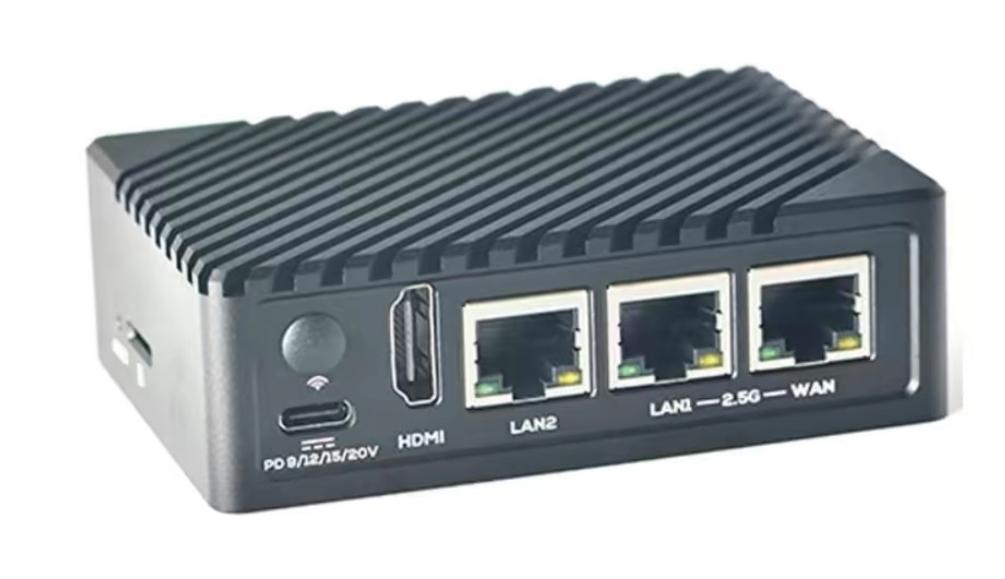 PD 9/12/15/20V
HDMI
LAN2
LAN1 — 2.5G — WAN